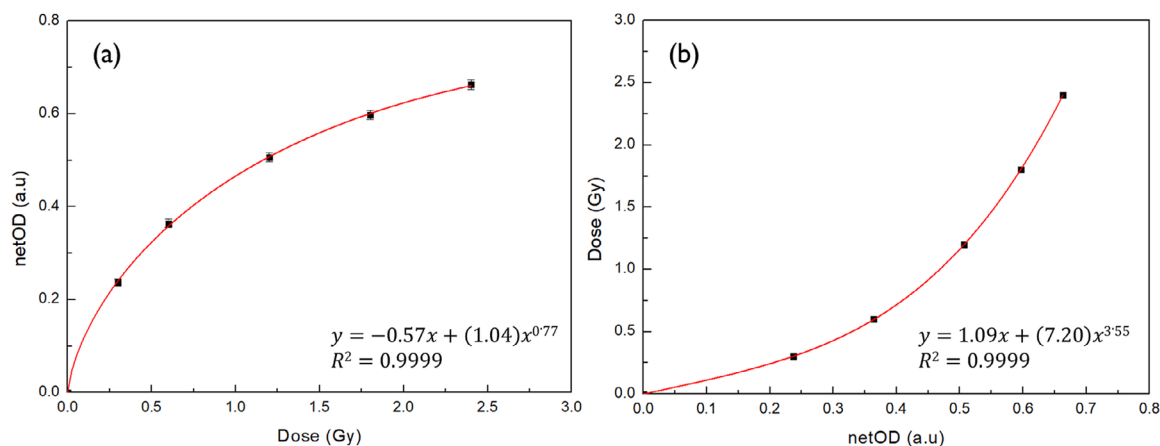 (a)
netOD (a.u)
0.8
0.6
0.4
0.2
0.0
y = −0.57x + (1.04)x^0·77
R² = 0.9999
0.0 0.5 1.0 1.5 2.0 2.5 3.0
Dose (Gy)
(b)
Dose (Gy)
3.0
2.5
2.0
1.5
1.0
0.5
0.0
y = 1.09x + (7.20)x^3·55
R² = 0.9999
0.0 0.1 0.2 0.3 0.4 0.5 0.6 0.7 0.8
netOD (a.u)